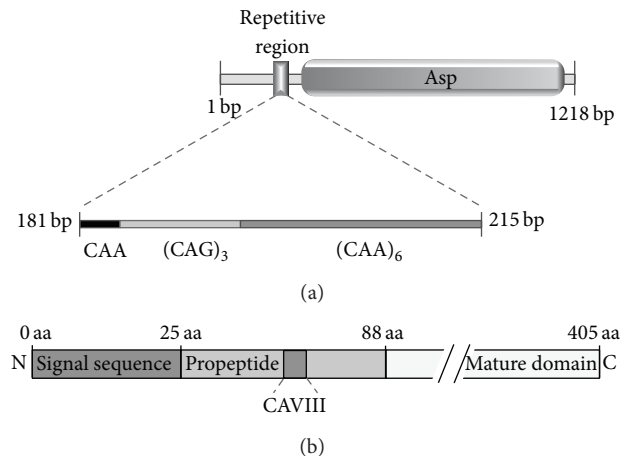 Repetitive
region
Asp
1 bp
1218 bp
181 bp
215 bp
CAA
(CAG)3
(CAA)6
(a)
0 aa
25 aa
88 aa
405 aa
N
Signal sequence
Propeptide
Mature domain
C
CAVIII
(b)